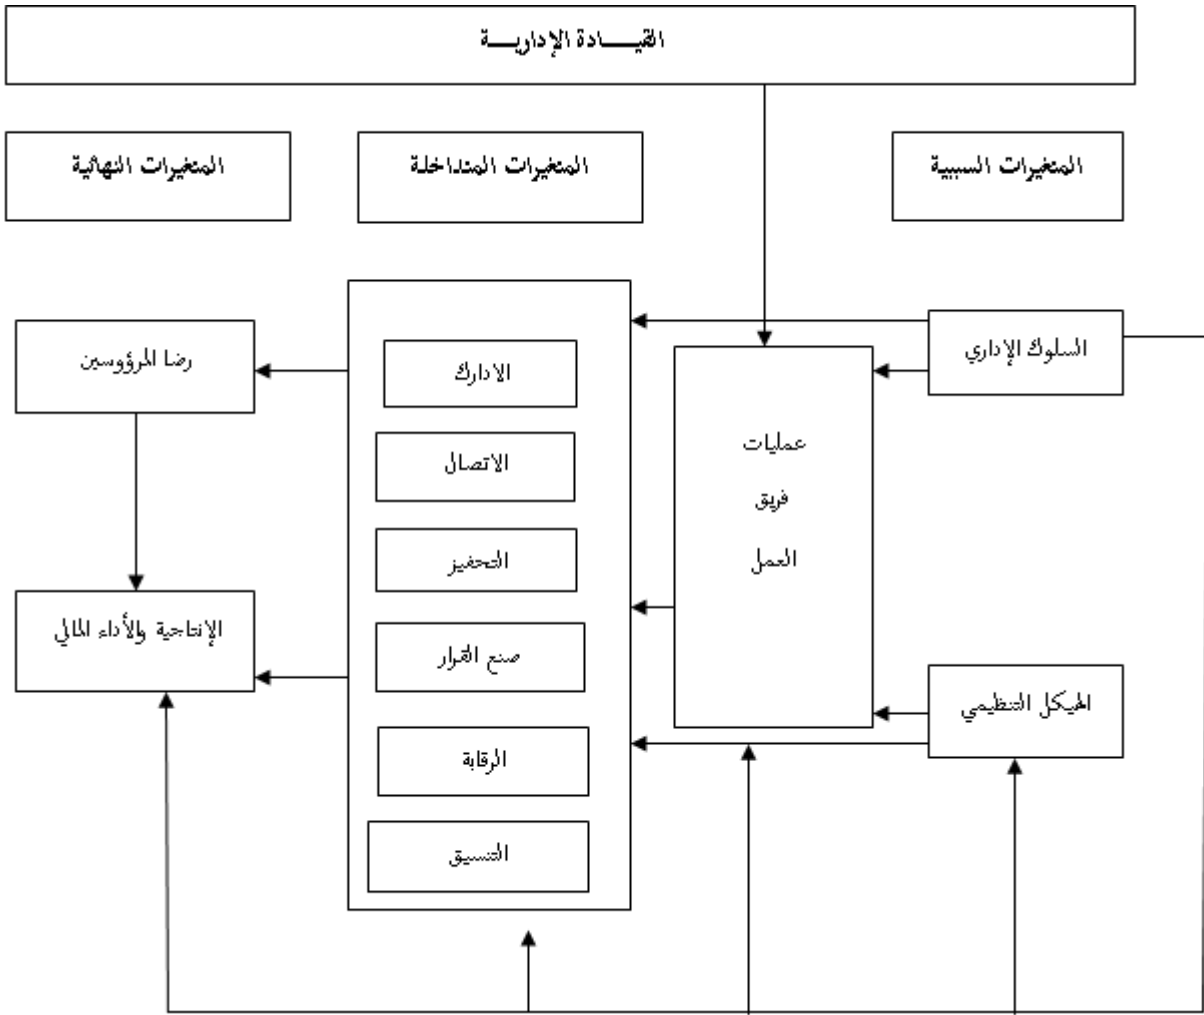 القيـــــادة الإداريـــة
المتغيرات السببية
المتغيرات المتداخلة
المتغيرات النهائية
السلوك الإداري
الهيكل التنظيمي
عمليات
فريق
العمل
الادارك
الاتصال
التحفيز
صنع القرار
الرقابة
التنسيق
رضا المرؤوسين
الإنتاجية والأداء المالي